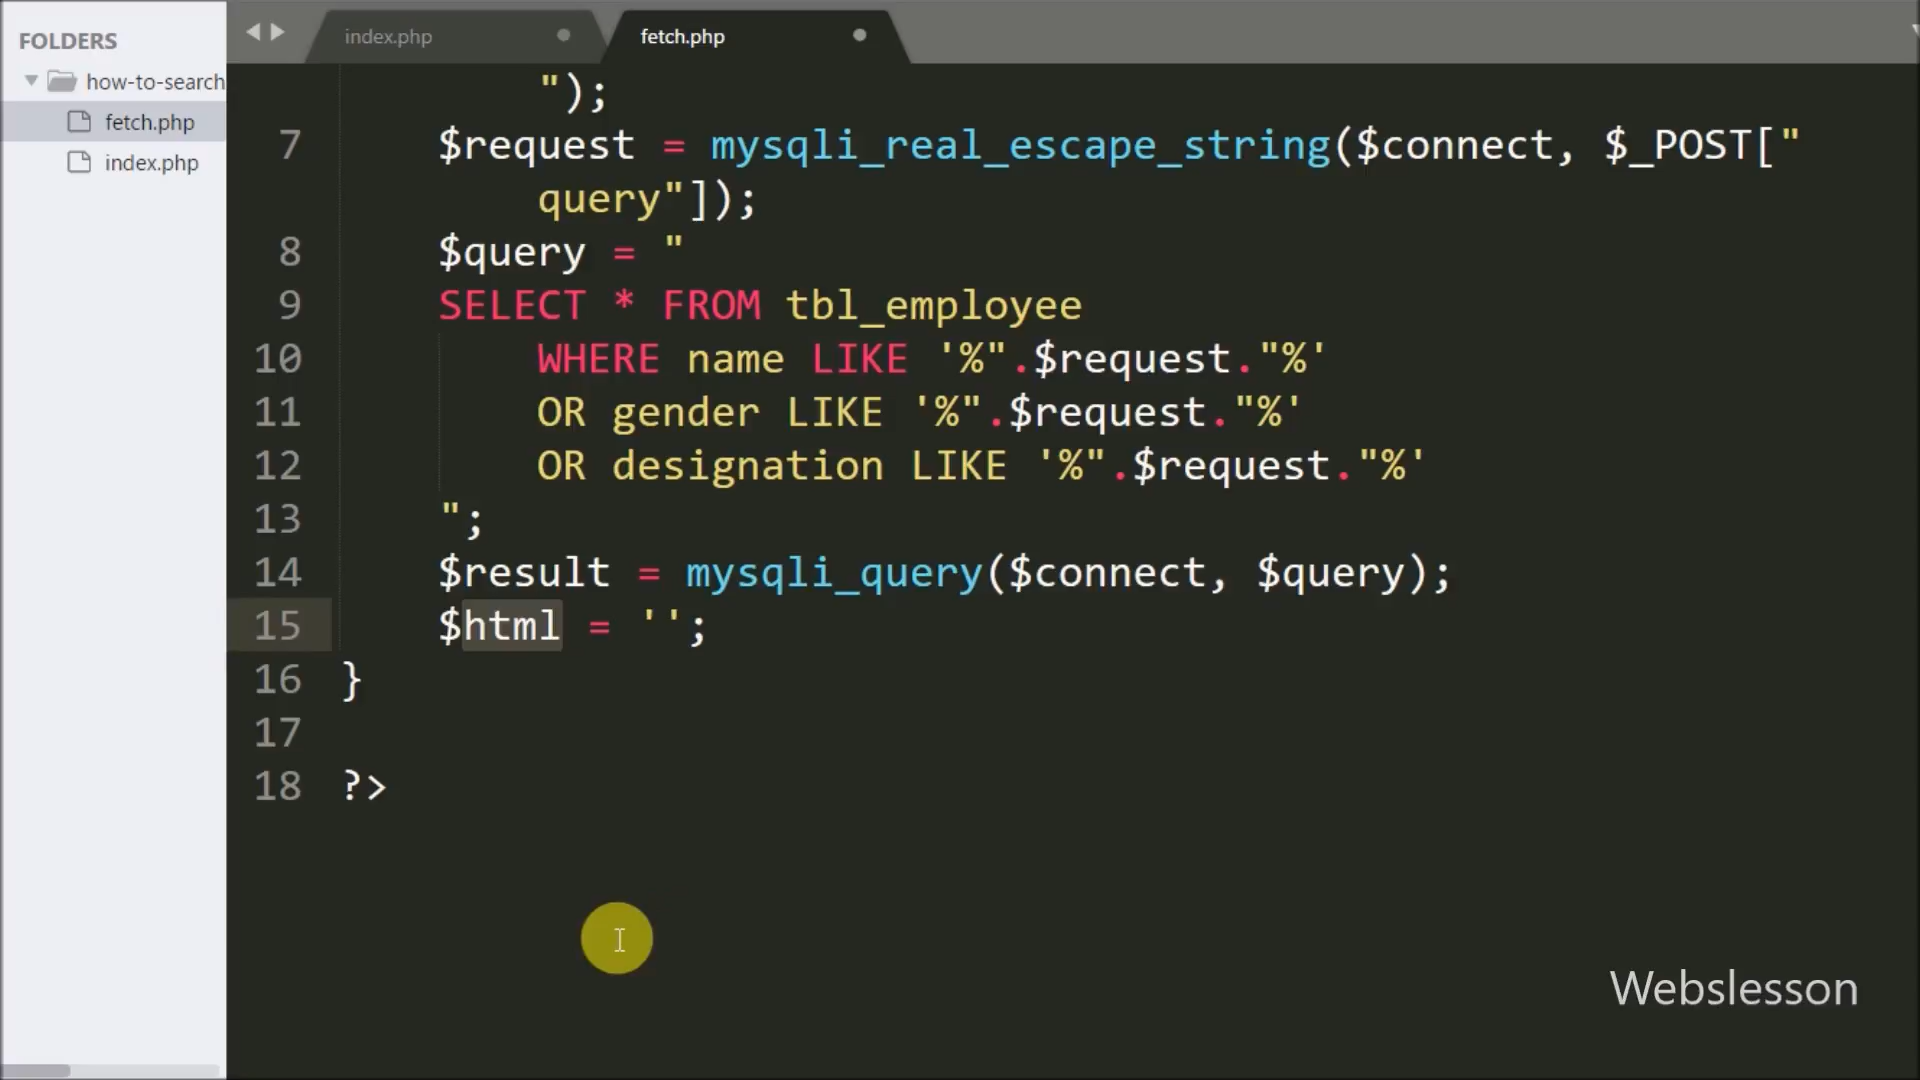 FOLDERS
how-to-search
fetch.php
index.php
index.php
fetch.php
");
7 $request = mysqli_real_escape_string($connect, $_POST["
query"]);
8 $query = "
9 SELECT * FROM tbl_employee
10 WHERE name LIKE '%".$request."%'
11 OR gender LIKE '%".$request."%'
12 OR designation LIKE '%".$request."%'
13 ";
14 $result = mysqli_query($connect, $query);
15 $html = '';
16 }
17
18 ?>
Webslesson